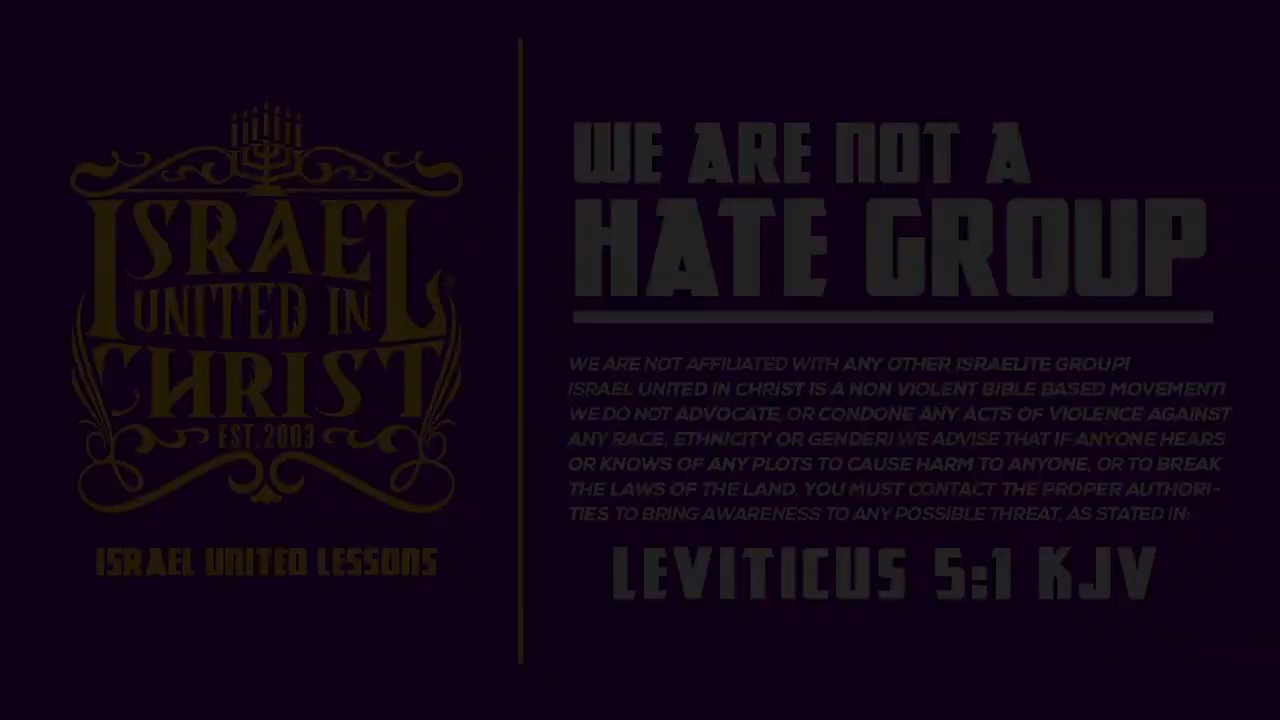 ISRAEL
UNITED IN
CHRIST
EST. 2003
ISRAEL UNITED LESSONS
WE ARE NOT A
HATE GROUP
WE ARE NOT AFFILIATED WITH ANY OTHER ISRAELITE GROUP!
ISRAEL UNITED IN CHRIST IS A NON VIOLENT BIBLE BASED MOVEMENT!
WE DO NOT ADVOCATE, OR CONDONE ANY ACTS OF VIOLENCE AGAINST
ANY RACE, ETHNICITY OR GENDER! WE ADVISE THAT IF ANYONE HEARS
OR KNOWS OF ANY PLOTS TO CAUSE HARM TO ANYONE, OR TO BREAK
THE LAWS OF THE LAND, YOU MUST CONTACT THE PROPER AUTHORI-
TIES TO BRING AWARENESS TO ANY POSSIBLE THREAT, AS STATED IN:
LEVITICUS 5:1 KJV